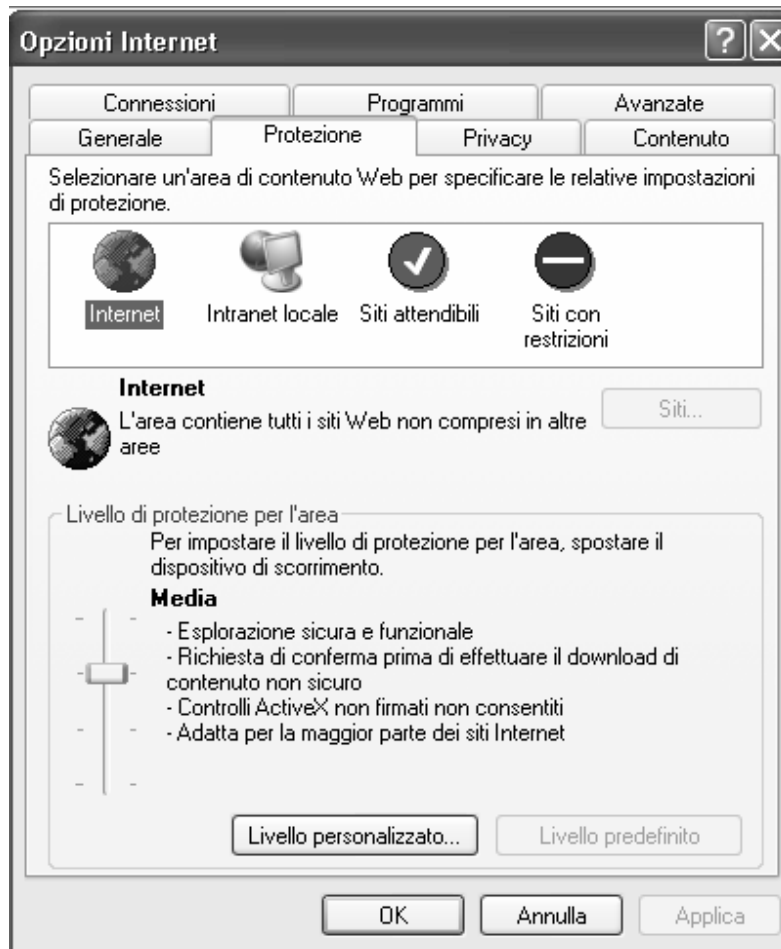 Opzioni Internet
?
Connessioni
Programmi
Avanzate
Generale
Protezione
Privacy
Contenuto
Selezionare un'area di contenuto Web per specificare le relative impostazioni
di protezione.
Internet
Intranet locale
Siti attendibili
Siti con
restrizioni
Internet
L'area contiene tutti i siti Web non compresi in altre
aree
Siti...
Livello di protezione per l'area
Per impostare il livello di protezione per l'area, spostare il
dispositivo di scorrimento.
Media
- Esplorazione sicura e funzionale
- Richiesta di conferma prima di effettuare il download di
contenuto non sicuro
- Controlli ActiveX non firmati non consentiti
- Adatta per la maggior parte dei siti Internet
Livello personalizzato...
Livello predefinito
OK
Annulla
Applica